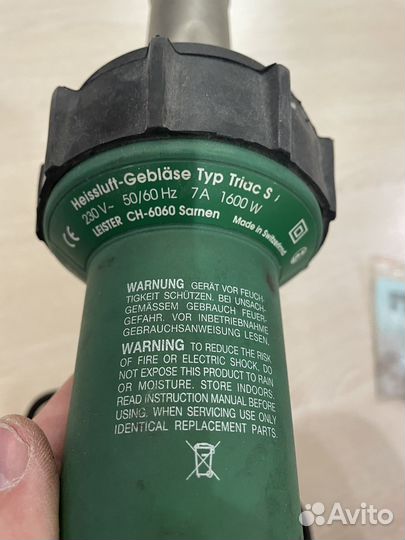 Heissluft-Gebläse Typ Triac S
230 V~ 50/60 Hz 7A 1600 W
LEISTER CH-6060 Sarnen Made in Switzerland
WARNUNG GERÄT VOR FEUCH-
TIGKEIT SCHÜTZEN. BEI UNSACH-
GEMÄSSEM GEBRAUCH FEUER-
GEFAHR. VOR INBETRIEBNAHME
GEBRAUCHSANWEISUNG LESEN.
WARNING TO REDUCE THE RISK
OF FIRE OR ELECTRIC SHOCK, DO
NOT EXPOSE THIS PRODUCT TO RAIN
OR MOISTURE. STORE INDOORS.
READ INSTRUCTION MANUAL BEFORE
USING. WHEN SERVICING USE ONLY
IDENTICAL REPLACEMENT PARTS.
Avito